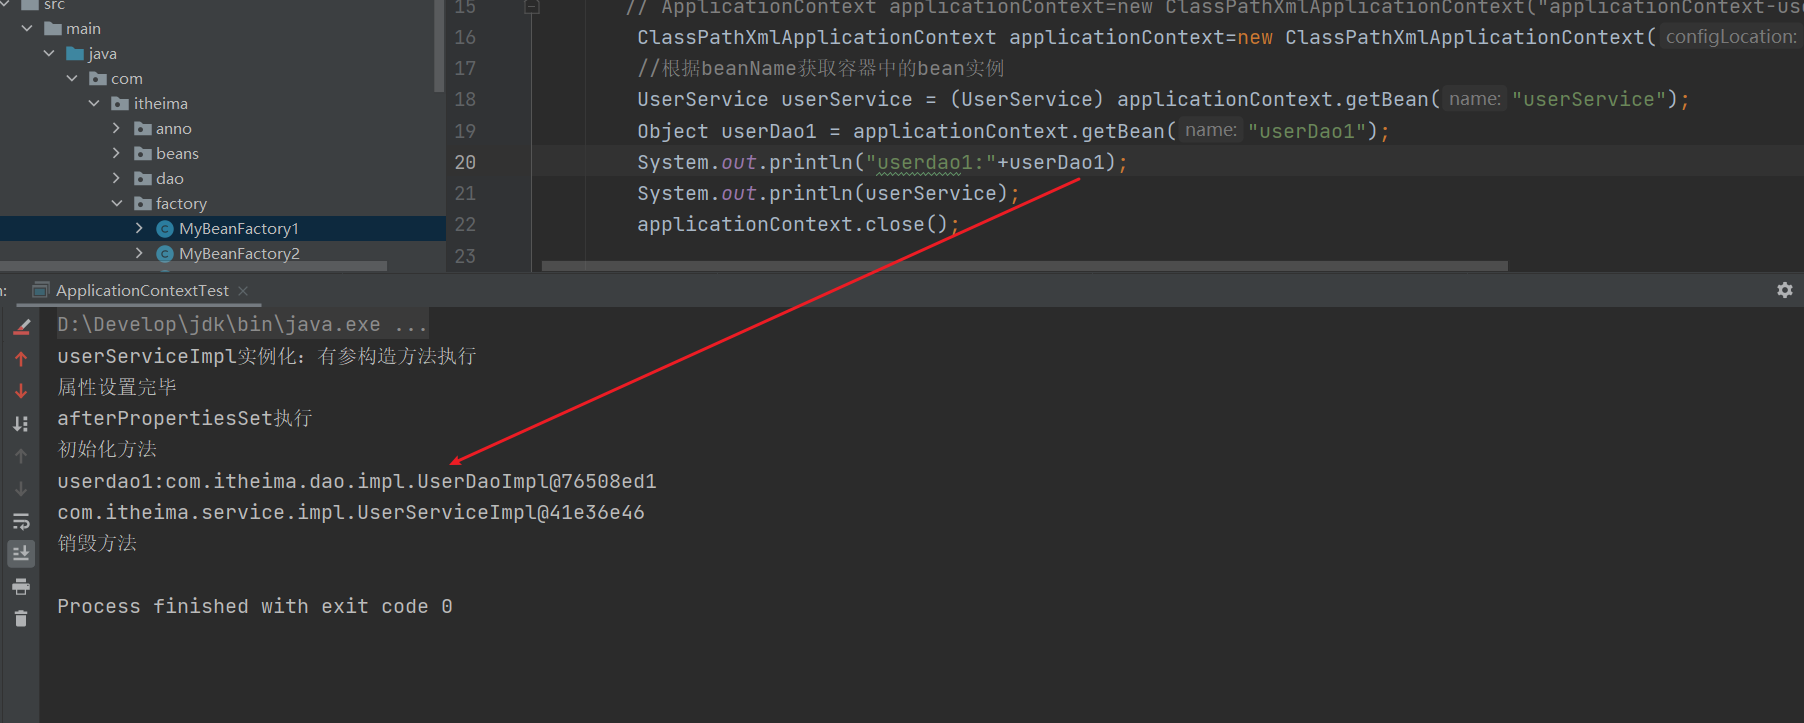 src
main
java
com
itheima
anno
beans
dao
factory
MyBeanFactory1
MyBeanFactory2
15 // ApplicationContext applicationContext=new ClassPathXmlApplicationContext("applicationContext-use
16 ClassPathXmlApplicationContext applicationContext=new ClassPathXmlApplicationContext( configLocation:
17 //根据beanName获取容器中的bean实例
18 UserService userService = (UserService) applicationContext.getBean( name: "userService");
19 Object userDao1 = applicationContext.getBean( name: "userDao1");
20 System.out.println("userdao1:"+userDao1);
21 System.out.println(userService);
22 applicationContext.close();
23
ApplicationContextTest
D:\Develop\jdk\bin\java.exe ...
userServiceImpl实例化：有参构造方法执行
属性设置完毕
afterPropertiesSet执行
初始化方法
userdao1:com.itheima.dao.impl.UserDaoImpl@76508ed1
com.itheima.service.impl.UserServiceImpl@41e36e46
销毁方法
Process finished with exit code 0